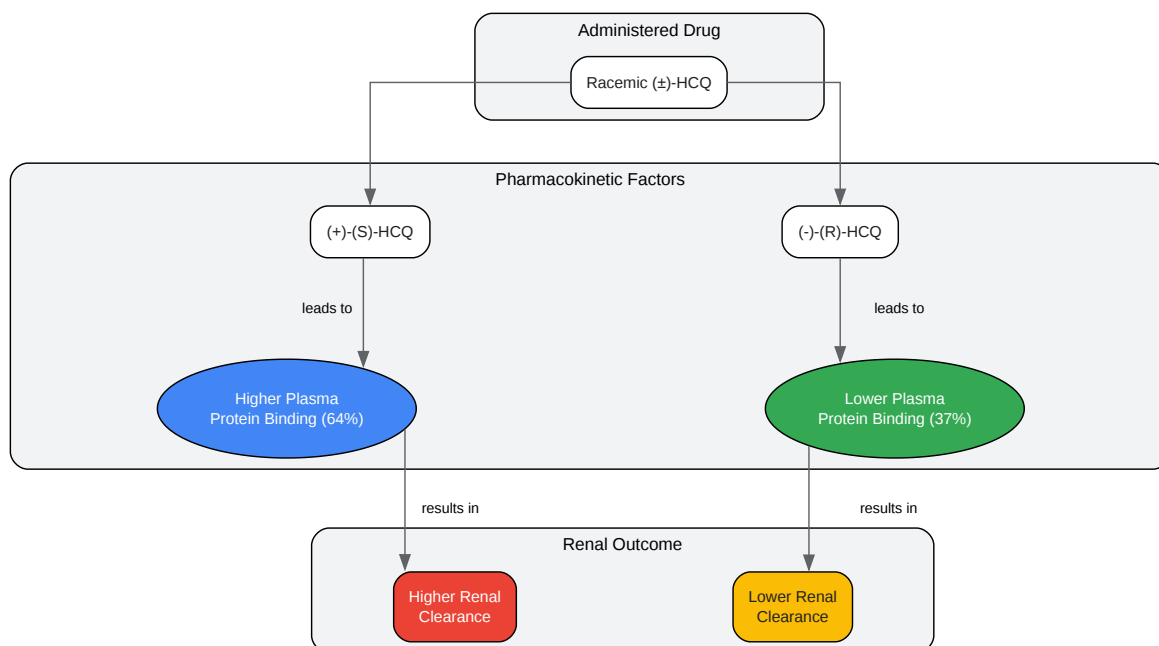 Administered Drug
Racemic (±)-HCQ
Pharmacokinetic Factors
(+)-(S)-HCQ
(-)-(R)-HCQ
leads to
leads to
Higher Plasma
Protein Binding (64%)
Lower Plasma
Protein Binding (37%)
results in
results in
Renal Outcome
Higher Renal
Clearance
Lower Renal
Clearance